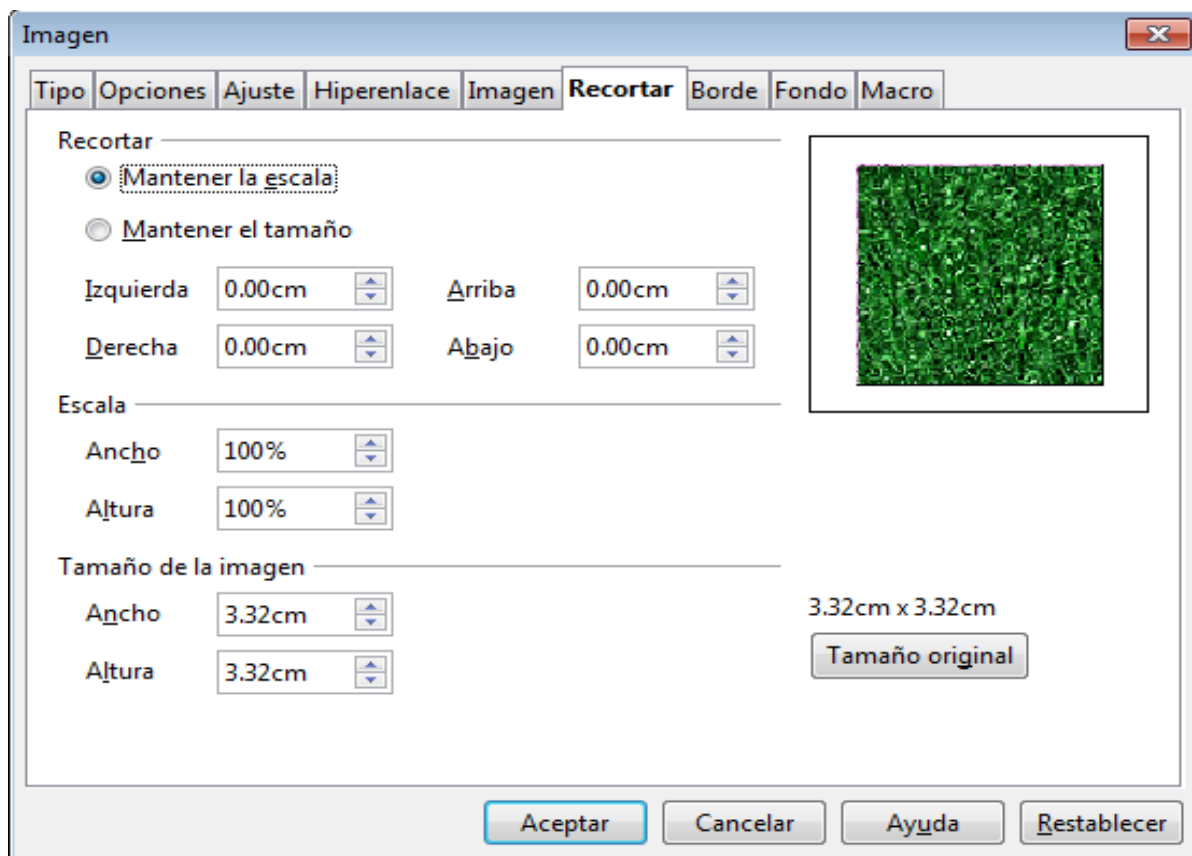 Imagen
Tipo Opciones Ajuste Hiperenlace Imagen Recortar Borde Fondo Macro
Recortar
Mantener la escala
Mantener el tamaño
Izquierda 0.00cm Arriba 0.00cm
Derecha 0.00cm Abajo 0.00cm
Escala
Ancho 100%
Altura 100%
Tamaño de la imagen
Ancho 3.32cm 3.32cm x 3.32cm
Altura 3.32cm Tamaño original
Aceptar Cancelar Ayuda Restablecer